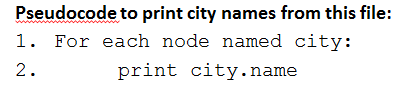 Pseudocode to print city names from this file:
1. For each node named city:
2. print city.name